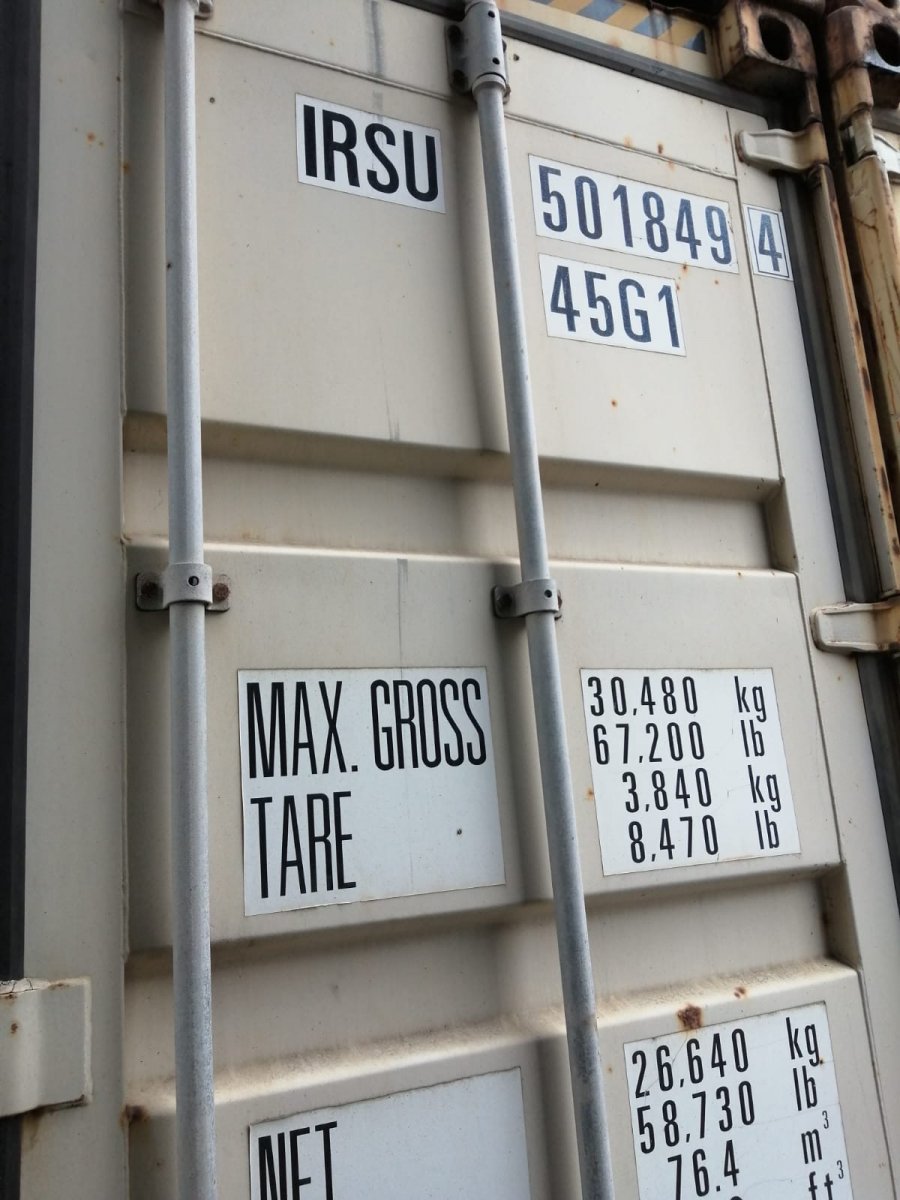 IRSU 501849 4
45G1
MAX. GROSS 30,480 kg
67,200 lb
TARE 3,840 kg
8,470 lb
NET 26,640 kg
58,730 lb
76.4 m³
ft³